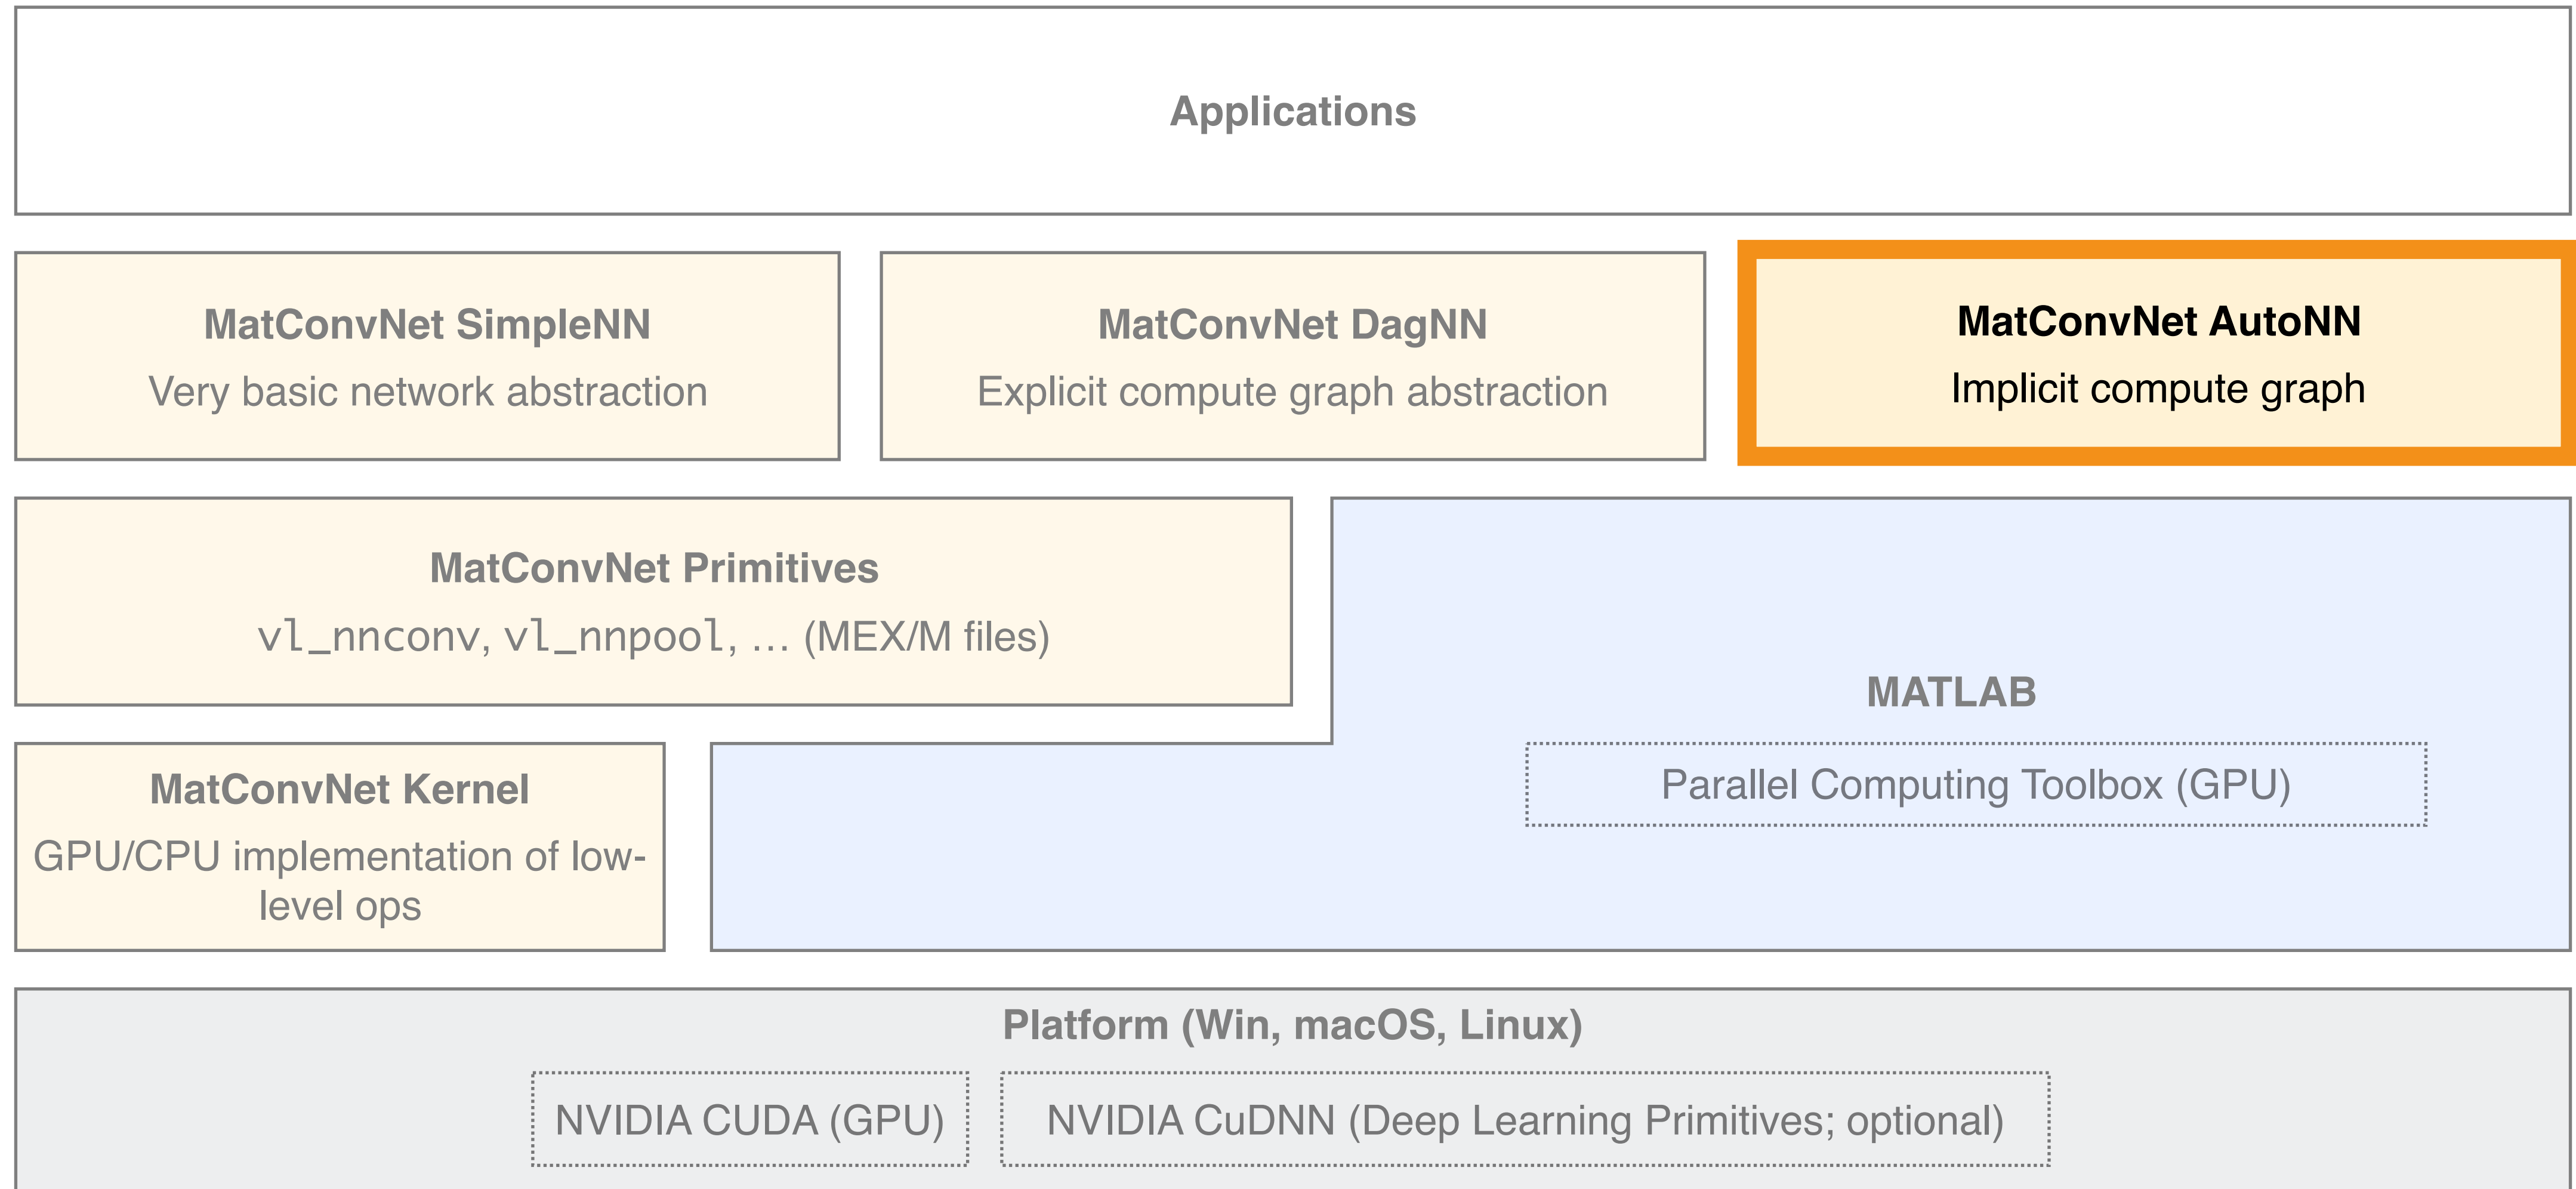 Applications
MatConvNet SimpleNN
Very basic network abstraction
MatConvNet DagNN
Explicit compute graph abstraction
MatConvNet AutoNN
Implicit compute graph
MatConvNet Primitives
vl_nnconv, vl_nnpool, … (MEX/M files)
MATLAB
Parallel Computing Toolbox (GPU)
MatConvNet Kernel
GPU/CPU implementation of low-
level ops
Platform (Win, macOS, Linux)
NVIDIA CUDA (GPU)
NVIDIA CuDNN (Deep Learning Primitives; optional)